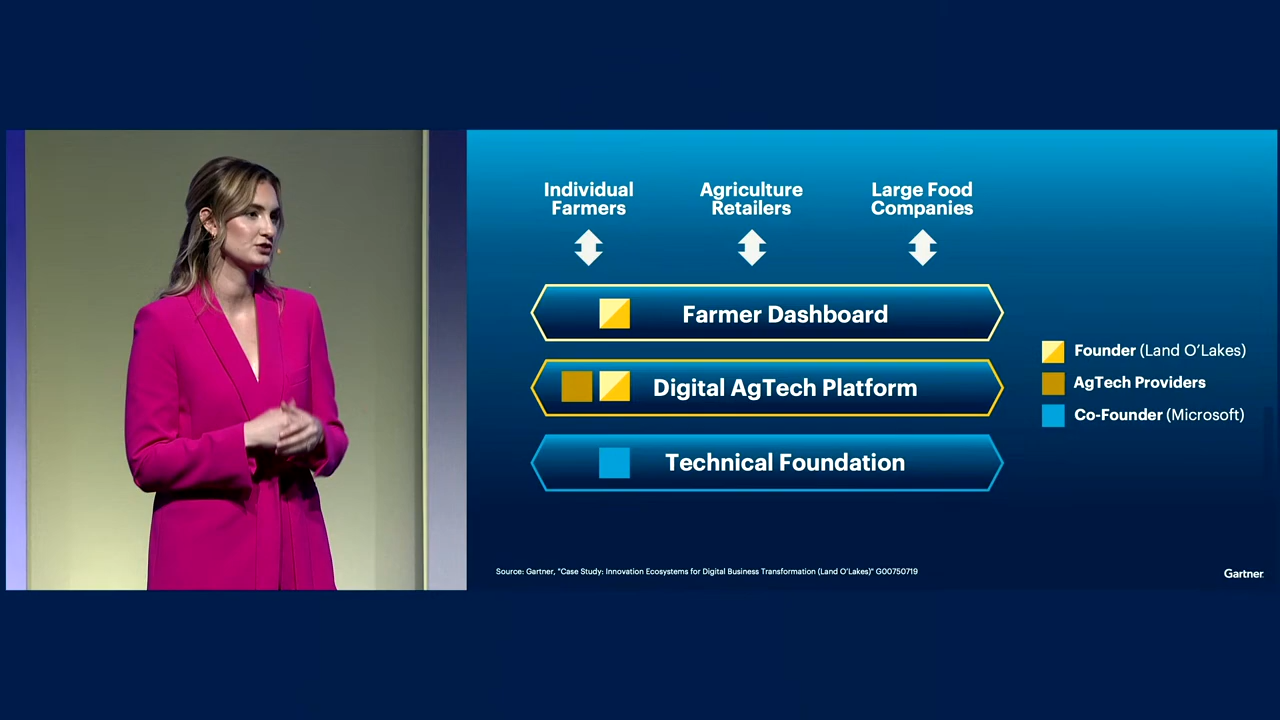 Individual
Farmers
Agriculture
Retailers
Large Food
Companies
Farmer Dashboard
Digital AgTech Platform
Technical Foundation
Founder (Land O'Lakes)
AgTech Providers
Co-Founder (Microsoft)
Source: Gartner, "Case Study: Innovation Ecosystems for Digital Business Transformation (Land O'Lakes)" G00750719
Gartner